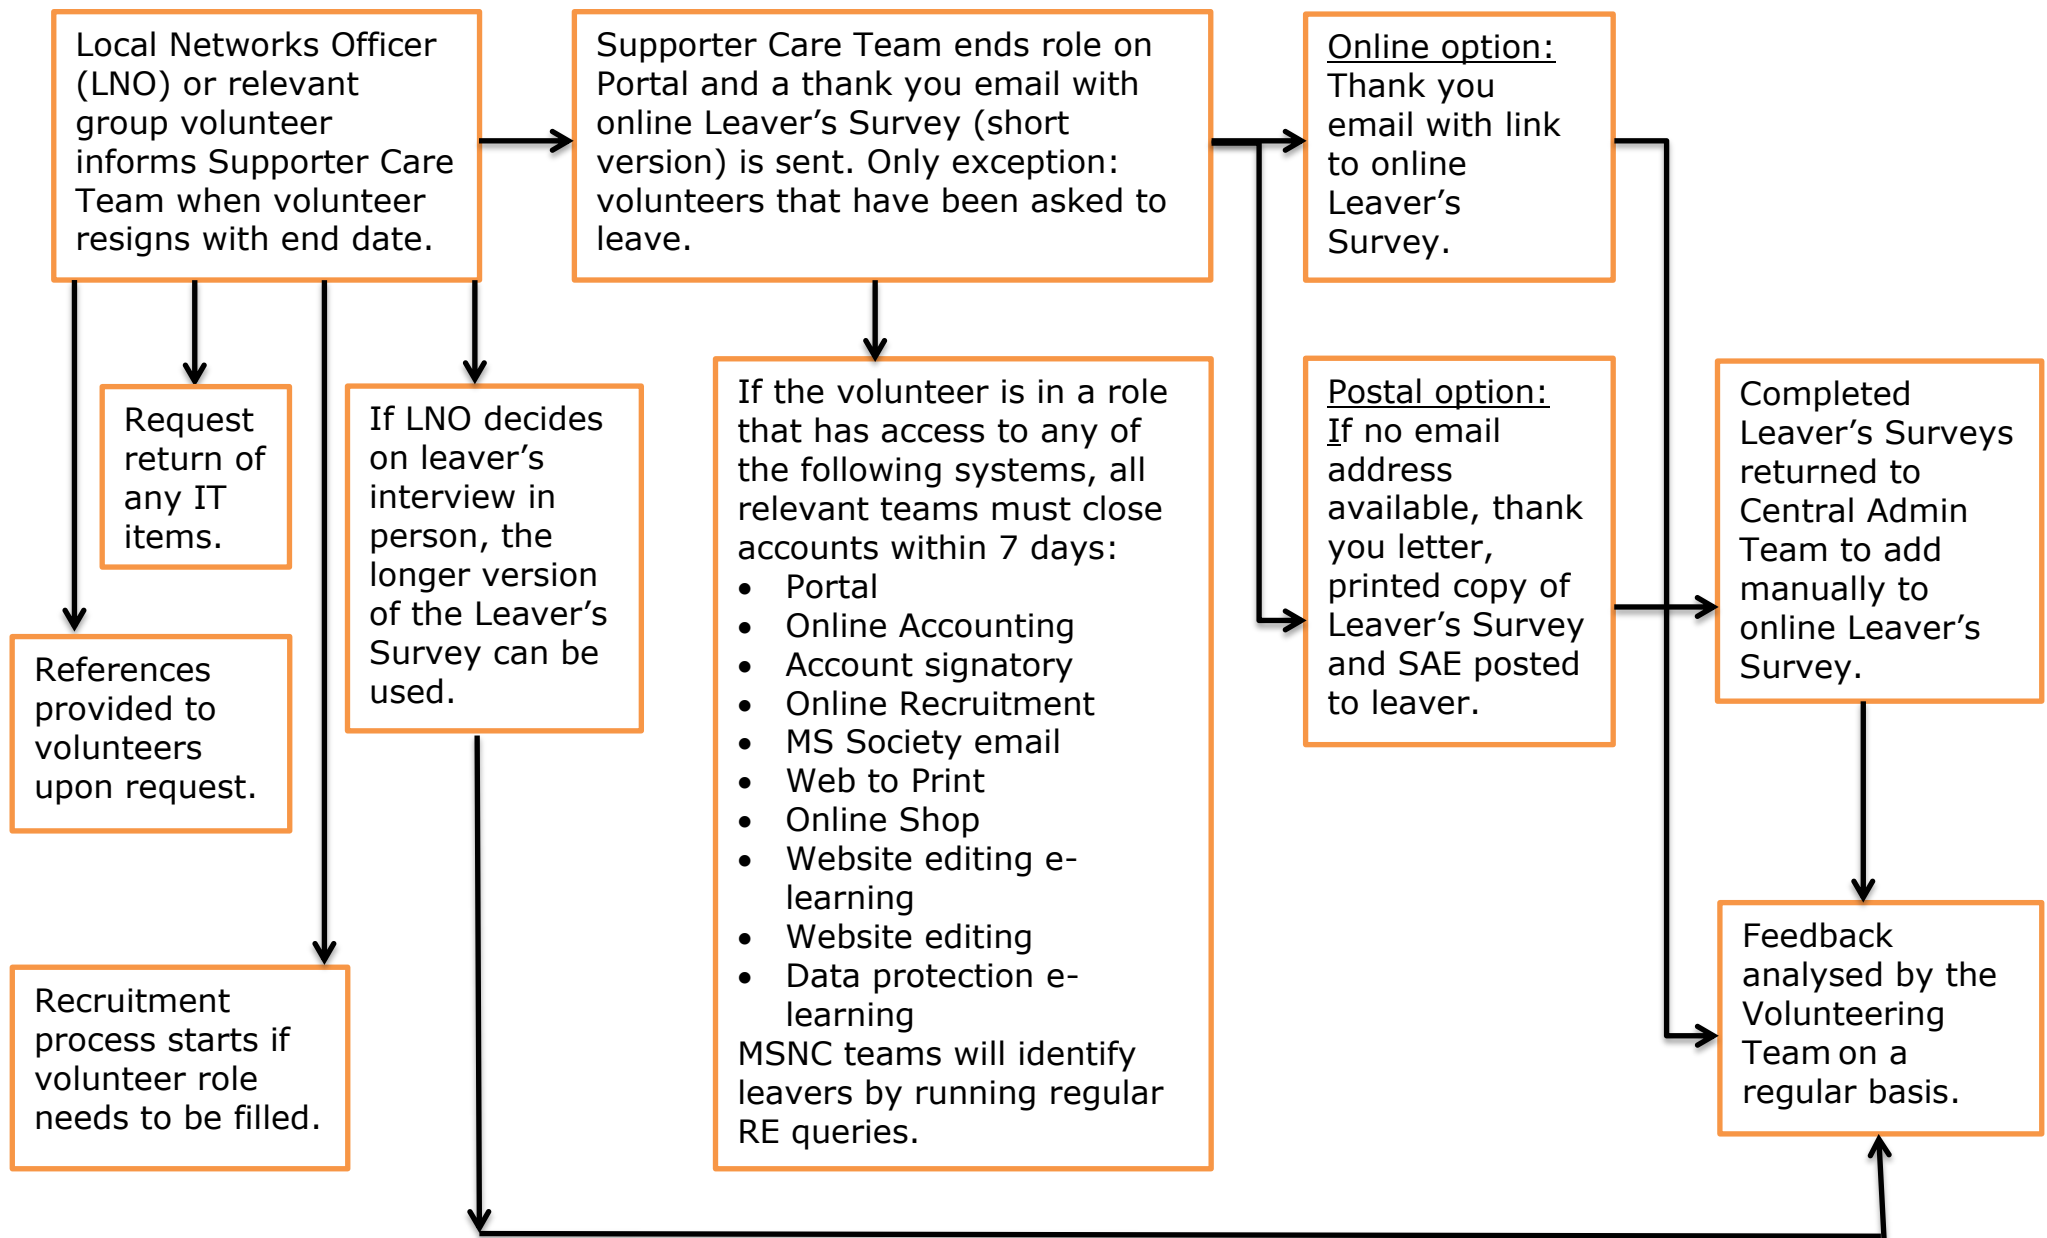 Local Networks Officer
(LNO) or relevant
group volunteer
informs Supporter Care
Team when volunteer
resigns with end date.
Supporter Care Team ends role on
Portal and a thank you email with
online Leaver’s Survey (short
version) is sent. Only exception:
volunteers that have been asked to
leave.
Online option:
Thank you
email with link
to online
Leaver’s
Survey.
Request
return of
any IT
items.
If LNO decides
on leaver’s
interview in
person, the
longer version
of the Leaver’s
Survey can be
used.
If the volunteer is in a role
that has access to any of
the following systems, all
relevant teams must close
accounts within 7 days:
• Portal
• Online Accounting
• Account signatory
• Online Recruitment
• MS Society email
• Web to Print
• Online Shop
• Website editing e-
learning
• Website editing
• Data protection e-
learning
MSNC teams will identify
leavers by running regular
RE queries.
Postal option:
If no email
address
available, thank
you letter,
printed copy of
Leaver’s Survey
and SAE posted
to leaver.
Completed
Leaver’s Surveys
returned to
Central Admin
Team to add
manually to
online Leaver’s
Survey.
References
provided to
volunteers
upon request.
Recruitment
process starts if
volunteer role
needs to be filled.
Feedback
analysed by the
Volunteering
Team on a
regular basis.